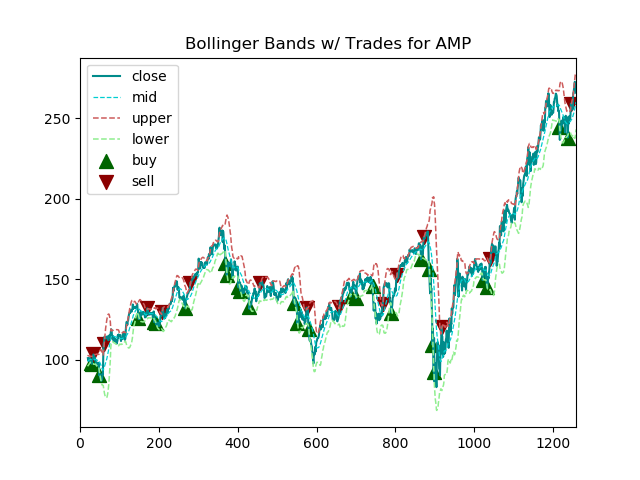 Bollinger Bands w/ Trades for AMP
close
mid
upper
lower
buy
sell
250
200
150
100
0 200 400 600 800 1000 1200